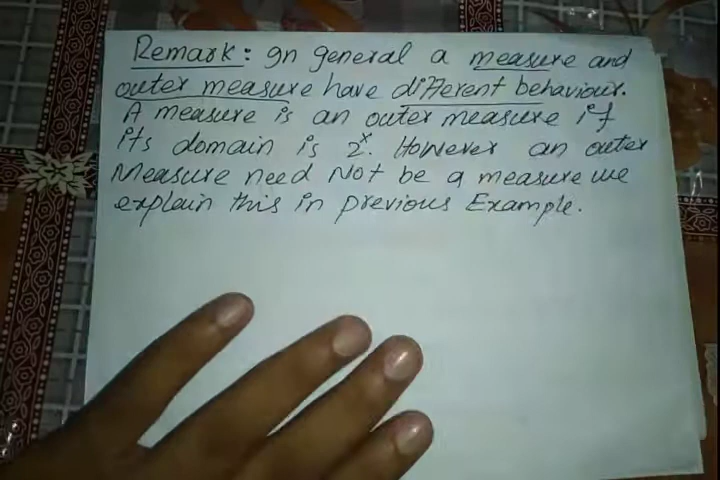 Remark: In general a measure and
outer measure have different behaviour.
A measure is an outer measure if
its domain is 2^x. However an outer
Measure need Not be a measure we
explain this in previous Example.